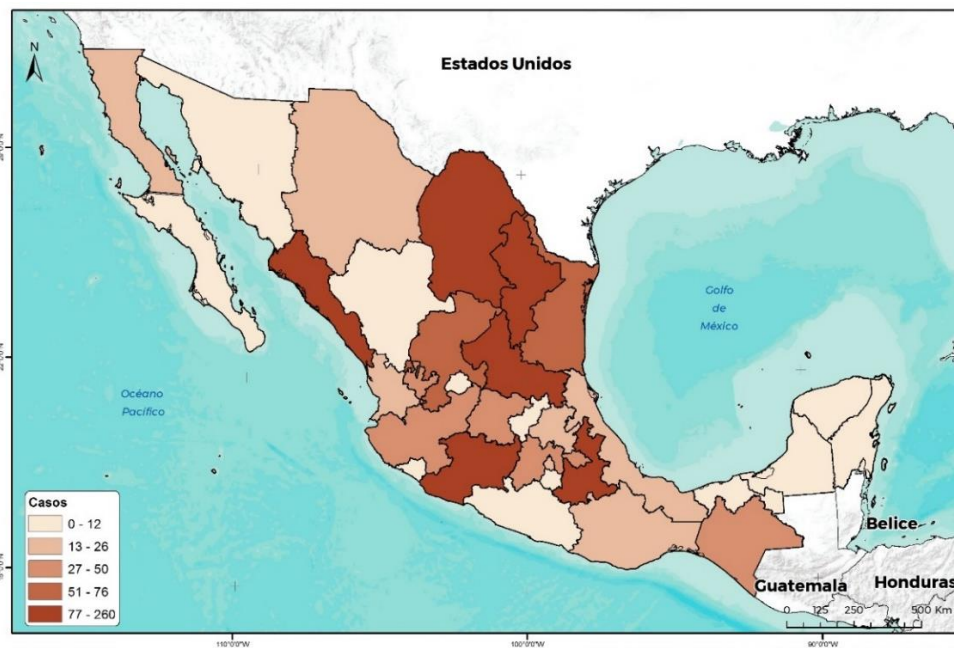 N
Estados Unidos
Golfo
de
México
Océano
Pacífico
Casos
0 - 12
13 - 26
27 - 50
51 - 76
77 - 260
Belice
Guatemala
Honduras
0 125 250 500 Km
110°0'0"W
100°0'0"W
90°0'0"W